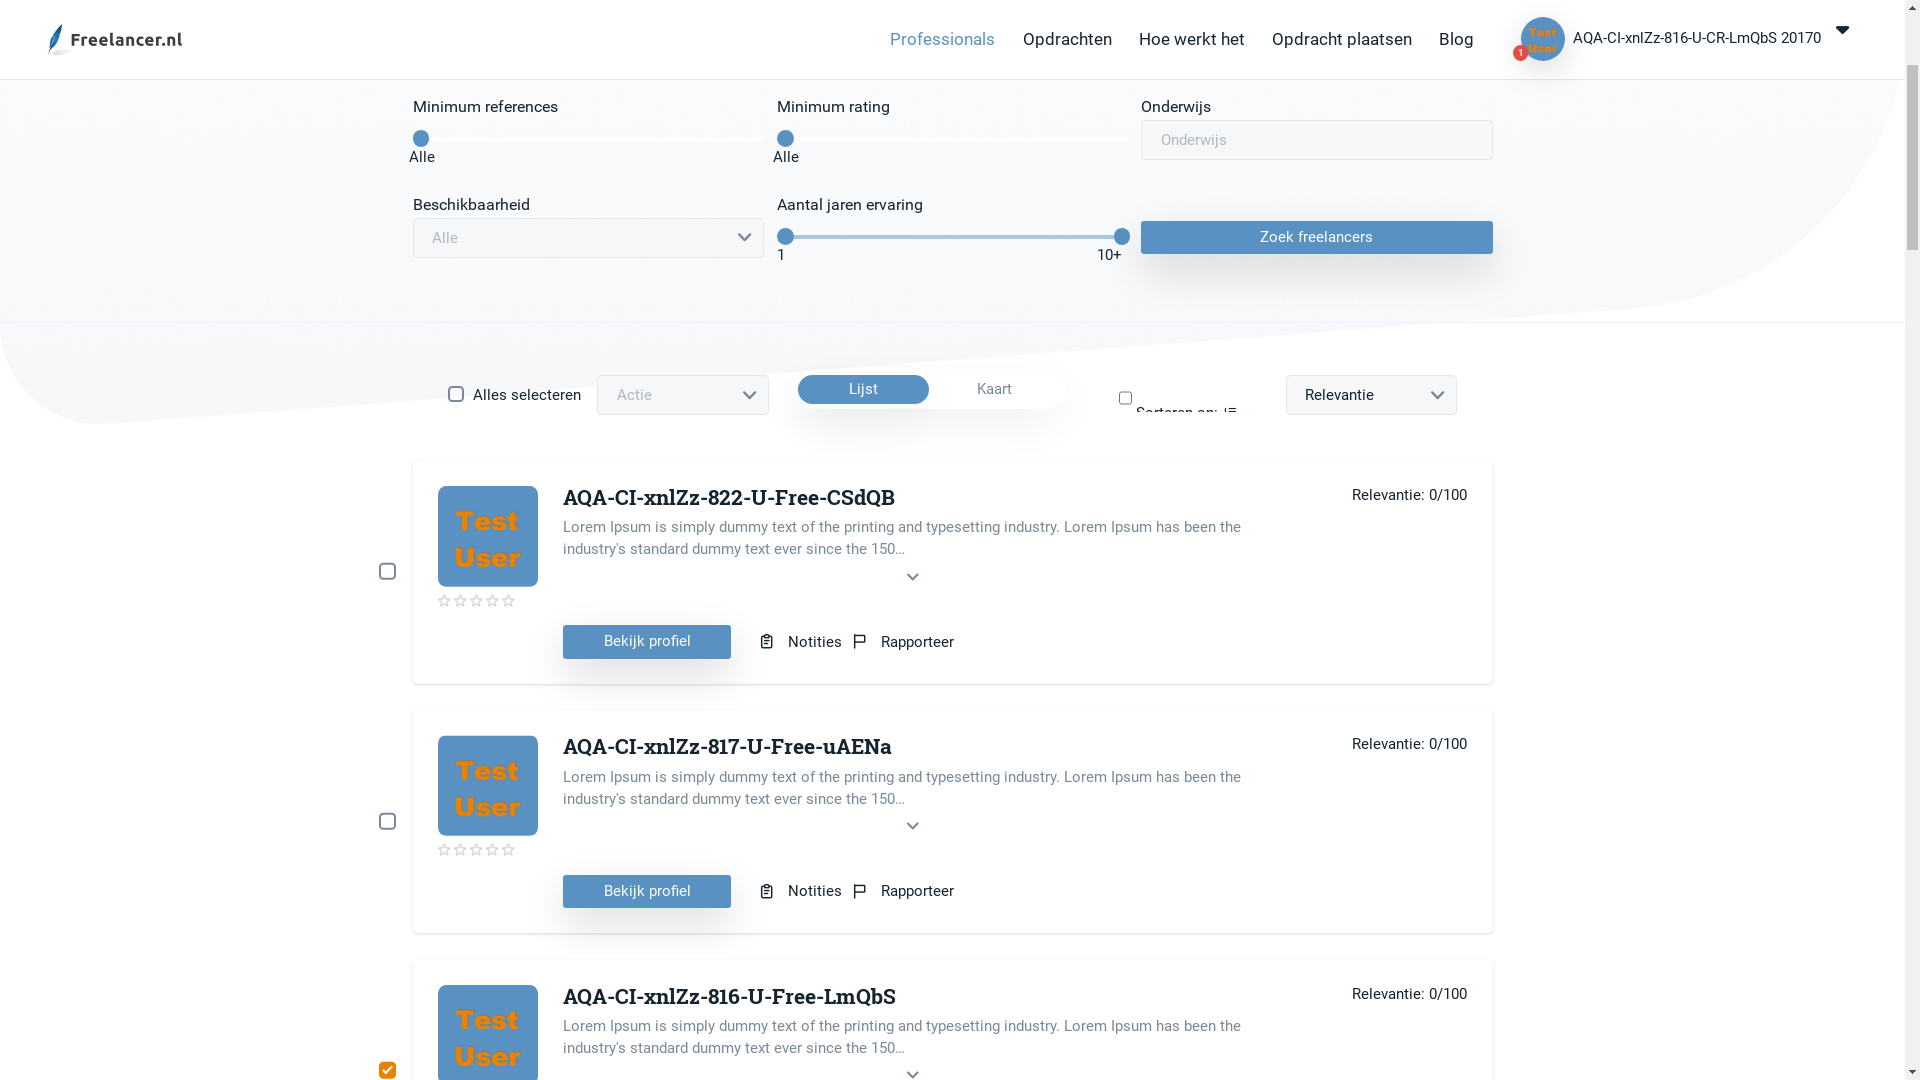 Freelancer.nl
Professionals Opdrachten Hoe werkt het Opdracht plaatsen Blog
Test
User
1
AQA-CI-xnlZz-816-U-CR-LmQbS 20170
Minimum references
Alle
Minimum rating
Alle
Onderwijs
Onderwijs
Beschikbaarheid
Alle
Aantal jaren ervaring
1 10+
Zoek freelancers
Alles selecteren
Actie
Lijst Kaart
Sorteren op:
Relevantie
Test
User
AQA-CI-xnlZz-822-U-Free-CSdQB
Relevantie: 0/100
Lorem Ipsum is simply dummy text of the printing and typesetting industry. Lorem Ipsum has been the
industry's standard dummy text ever since the 150...
Bekijk profiel Notities Rapporteer
Test
User
AQA-CI-xnlZz-817-U-Free-uAENa
Relevantie: 0/100
Lorem Ipsum is simply dummy text of the printing and typesetting industry. Lorem Ipsum has been the
industry's standard dummy text ever since the 150...
Bekijk profiel Notities Rapporteer
Test
User
AQA-CI-xnlZz-816-U-Free-LmQbS
Relevantie: 0/100
Lorem Ipsum is simply dummy text of the printing and typesetting industry. Lorem Ipsum has been the
industry's standard dummy text ever since the 150...